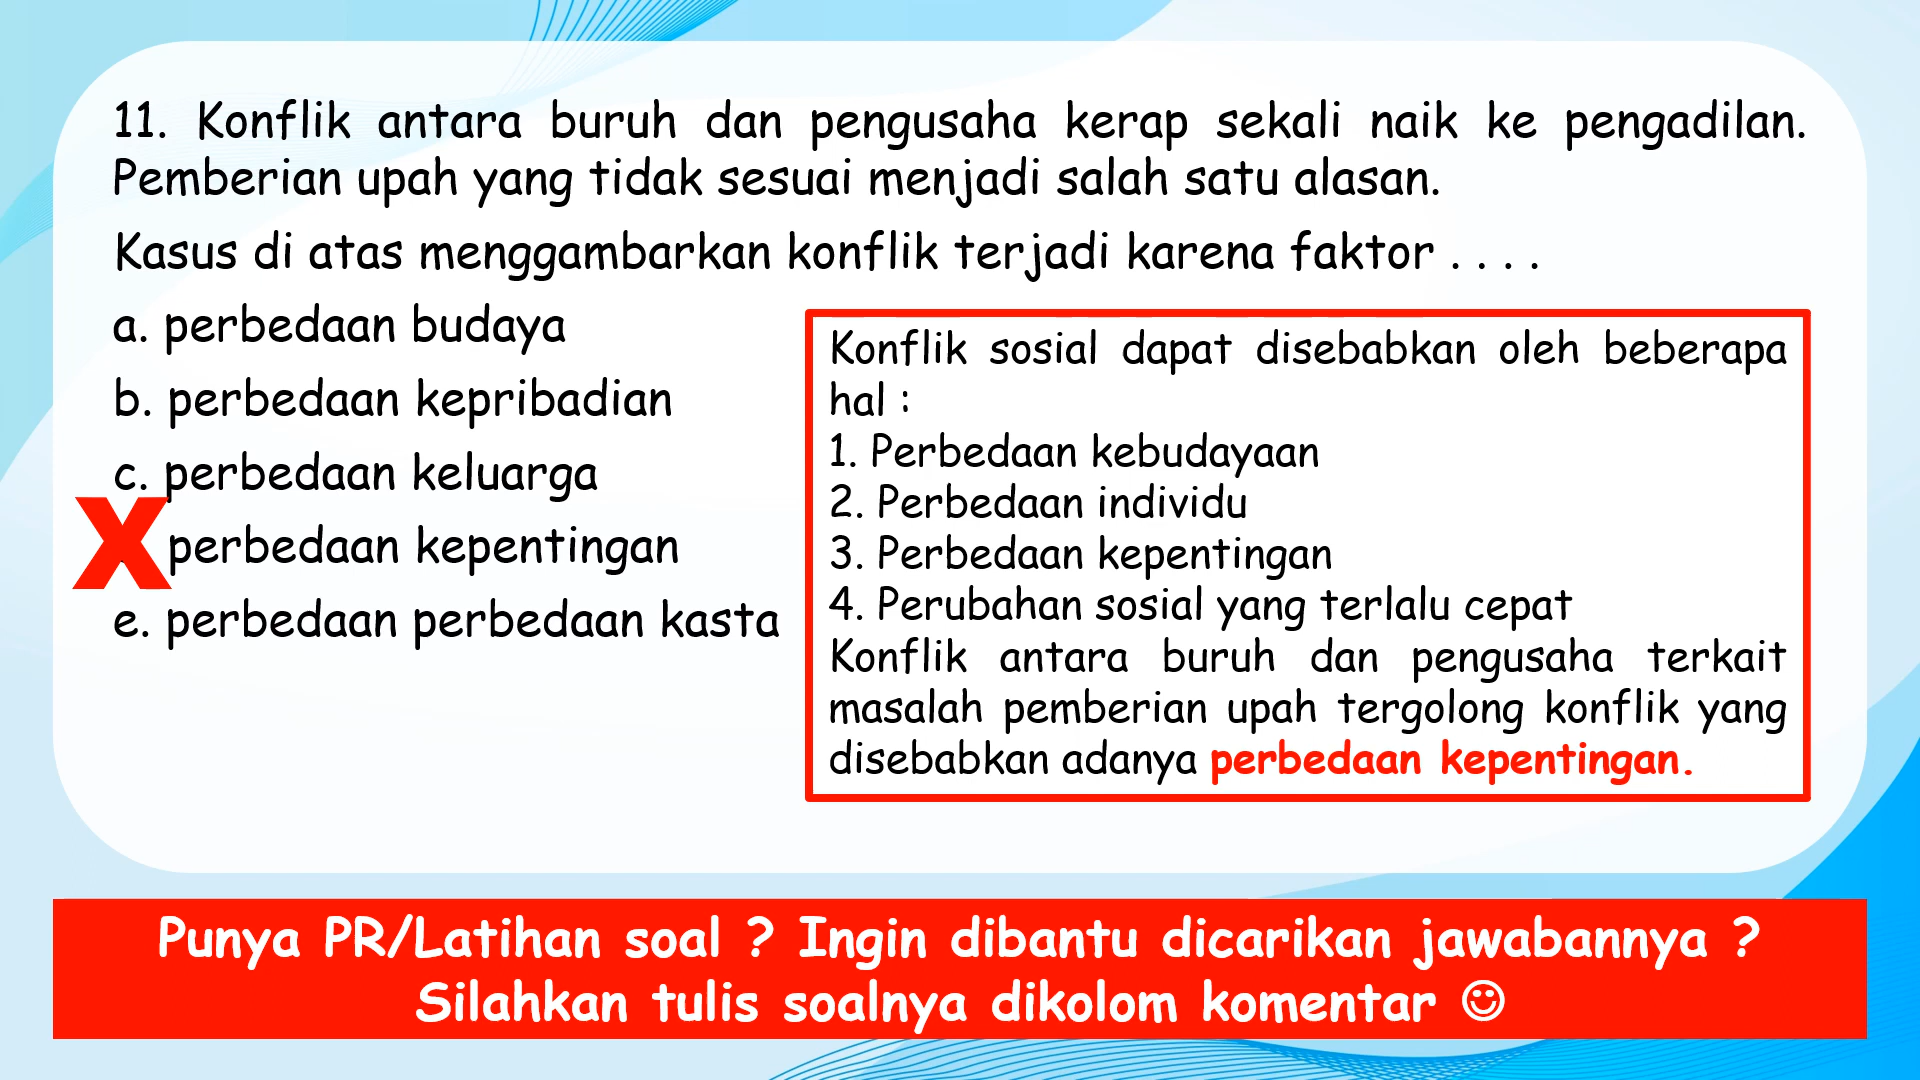 11. Konflik antara buruh dan pengusaha kerap sekali naik ke pengadilan.
Pemberian upah yang tidak sesuai menjadi salah satu alasan.
Kasus di atas menggambarkan konflik terjadi karena faktor . . . .
a. perbedaan budaya
b. perbedaan kepribadian
c. perbedaan keluarga
X perbedaan kepentingan
e. perbedaan perbedaan kasta
Konflik sosial dapat disebabkan oleh beberapa
hal :
1. Perbedaan kebudayaan
2. Perbedaan individu
3. Perbedaan kepentingan
4. Perubahan sosial yang terlalu cepat
Konflik antara buruh dan pengusaha terkait
masalah pemberian upah tergolong konflik yang
disebabkan adanya perbedaan kepentingan.
Punya PR/Latihan soal ? Ingin dibantu dicarikan jawabannya ?
Silahkan tulis soalnya dikolom komentar ☺